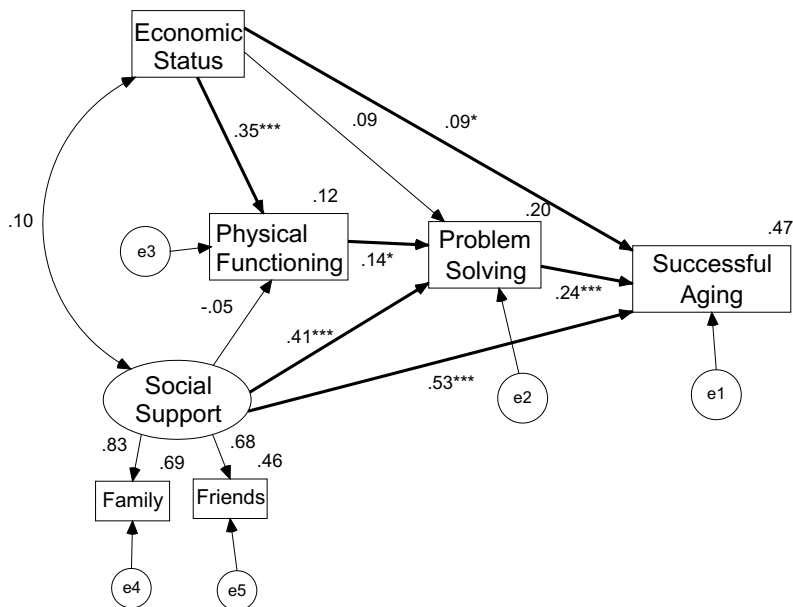 Economic
Status
.35***
.09
.09*
.12
.20
.47
.10
e3
Physical
Functioning
.14*
Problem
Solving
.24***
Successful
Aging
-.05
.41***
.53***
Social
Support
e2
e1
.83
.69
.68
.46
Family
Friends
e4
e5